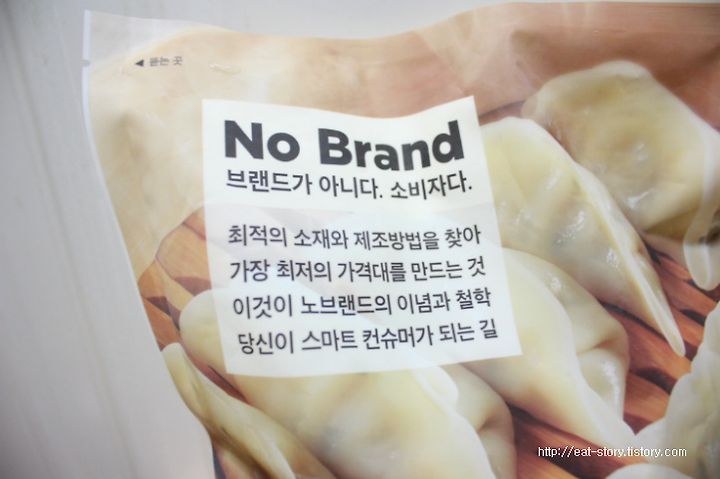 ◀ 뜯는 곳
No Brand
브랜드가 아니다. 소비자다.
최적의 소재와 제조방법을 찾아
가장 최저의 가격대를 만드는 것
이것이 노브랜드의 이념과 철학
당신이 스마트 컨슈머가 되는 길
http://eat-story.tistory.com